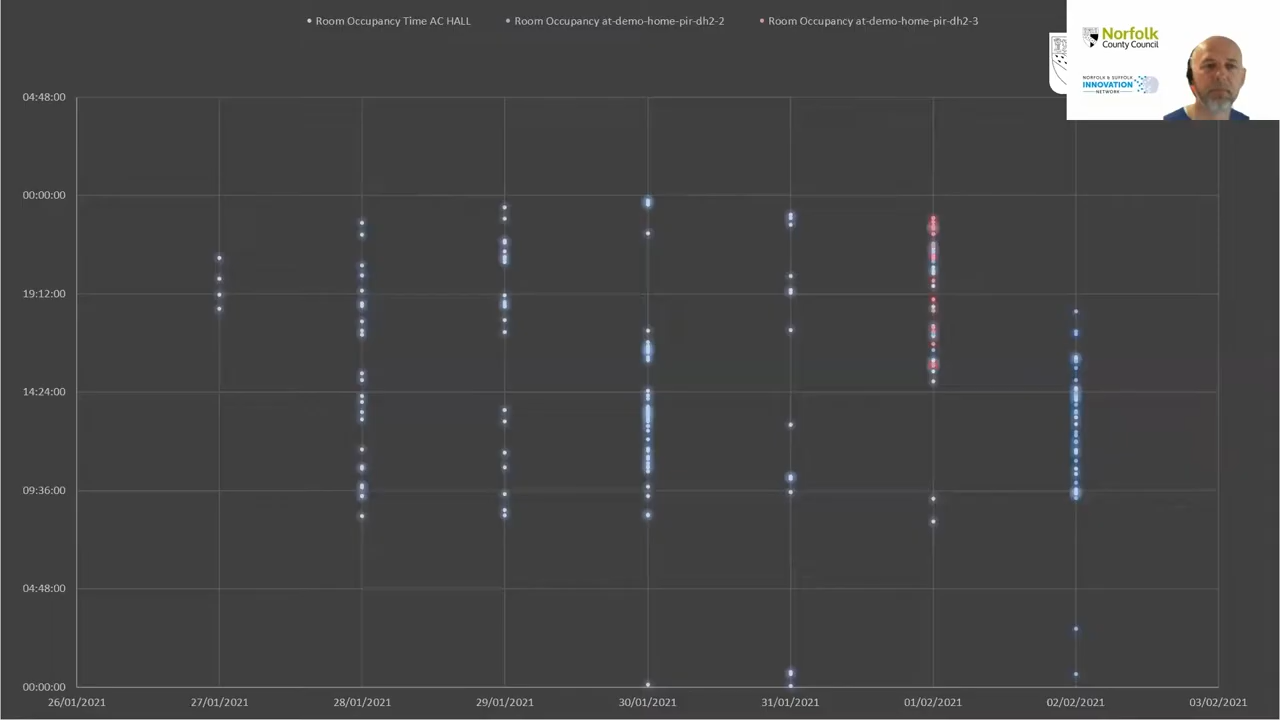 Room Occupancy Time AC HALL
Room Occupancy at-demo-home-pir-dh2-2
Room Occupancy at-demo-home-pir-dh2-3
Norfolk
County Council
NORFOLK & SUFFOLK
INNOVATION
NETWORK
04:48:00
00:00:00
19:12:00
14:24:00
09:36:00
04:48:00
00:00:00
26/01/2021
27/01/2021
28/01/2021
29/01/2021
30/01/2021
31/01/2021
01/02/2021
02/02/2021
03/02/2021